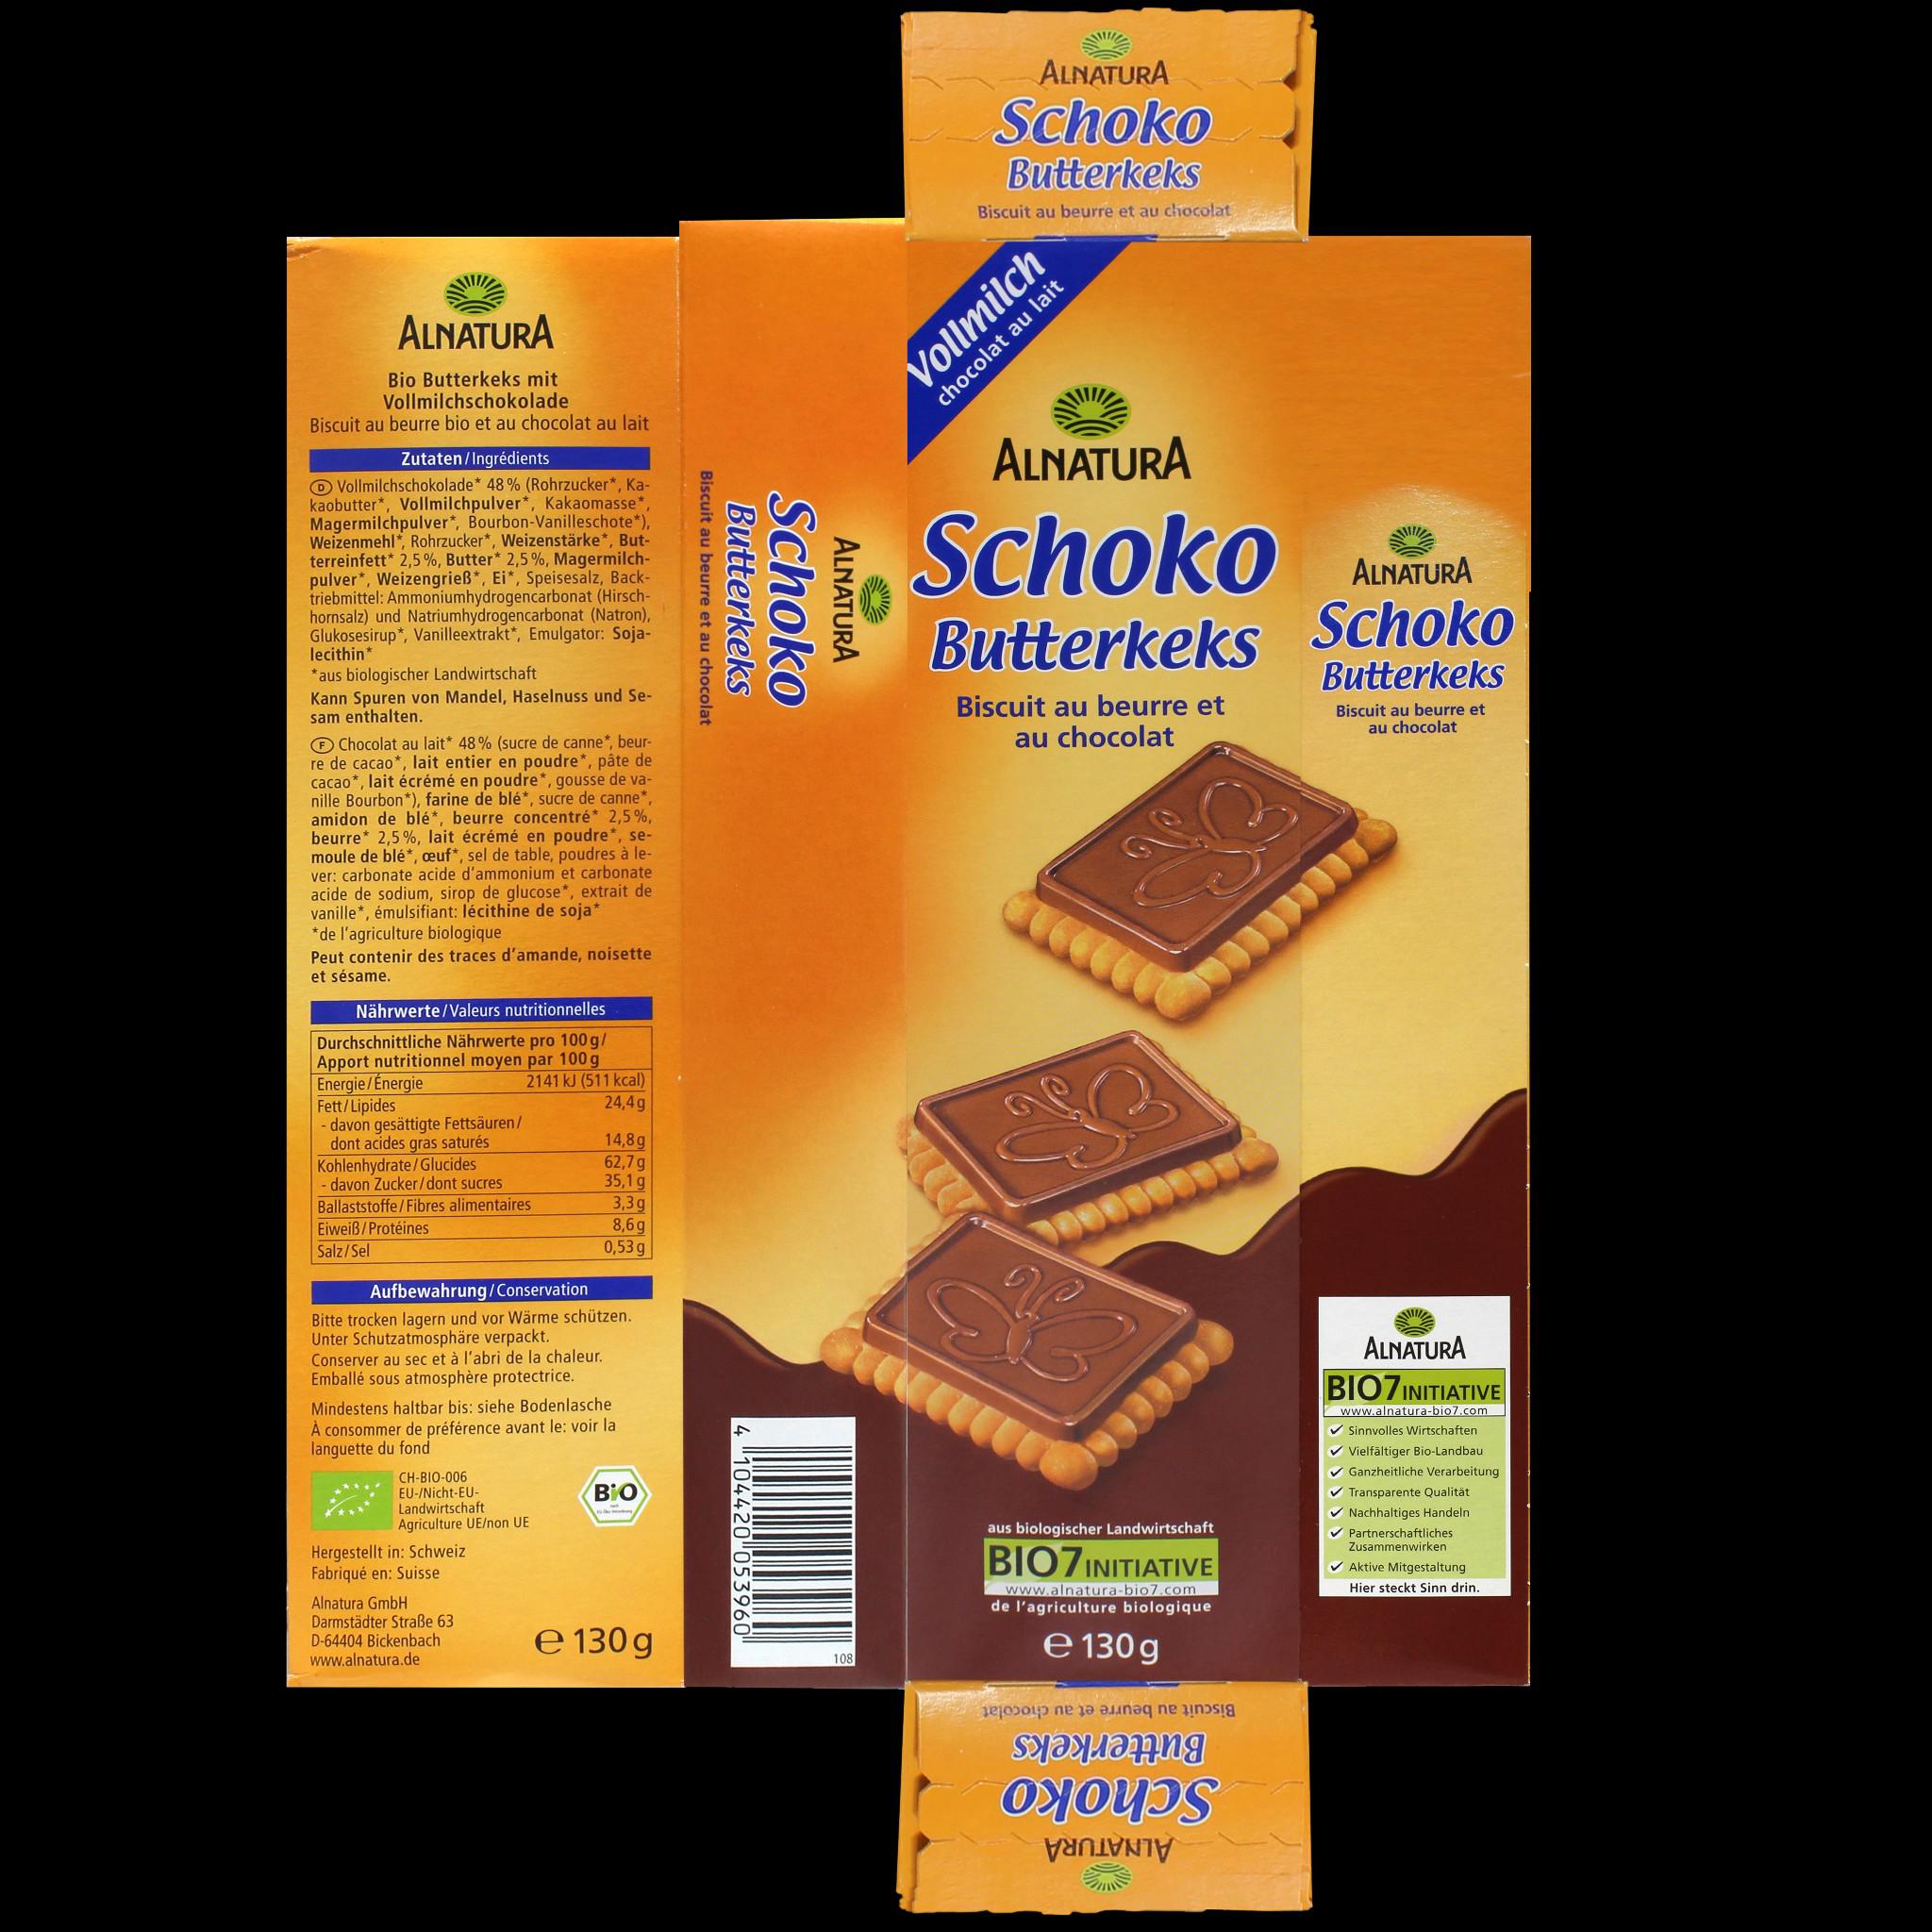 ALNATURA
Schoko
Butterkeks
Biscuit au beurre et au chocolat
ALNATURA
Bio Butterkeks mit
Vollmilchschokolade
Biscuit au beurre bio et au chocolat au lait
Zutaten/Ingrédients
D Vollmilchschokolade* 48 % (Rohrzucker*, Ka-
kaobutter*, Vollmilchpulver*, Kakaomasse*,
Magermilchpulver*, Bourbon-Vanilleschote*),
Weizenmehl*, Rohrzucker*, Weizenstärke*, But-
terreinfett* 2,5%, Butter* 2,5%, Magermilch-
pulver*, Weizengrieß*, Ei*, Speisesalz, Back-
triebmittel: Ammoniumhydrogencarbonat (Hirsch-
hornsalz) und Natriumhydrogencarbonat (Natron),
Glukosesirup*, Vanilleextrakt*, Emulgator: Soja-
lecithin*
*aus biologischer Landwirtschaft
Kann Spuren von Mandel, Haselnuss und Se-
sam enthalten.
F Chocolat au lait* 48% (sucre de canne*, beur-
re de cacao*, lait entier en poudre*, pâte de
cacao*, lait écrémé en poudre*, gousse de va-
nille Bourbon*), farine de blé*, sucre de canne*,
amidon de blé*, beurre concentré* 2,5%,
beurre* 2,5%, lait écrémé en poudre*, se-
moule de blé*, œuf*, sel de table, poudres à le-
ver: carbonate acide d'ammonium et carbonate
acide de sodium, sirop de glucose*, extrait de
vanille*, émulsifiant: lécithine de soja*
*de l'agriculture biologique
Peut contenir des traces d'amande, noisette
et sésame.
Nährwerte/Valeurs nutritionnelles
Durchschnittliche Nährwerte pro 100g/
Apport nutritionnel moyen par 100g
Energie/Énergie 2141 kJ (511 kcal)
Fett/Lipides 24,4g
- davon gesättigte Fettsäuren/
dont acides gras saturés 14,8g
Kohlenhydrate/Glucides 62,7g
- davon Zucker/dont sucres 35,1g
Ballaststoffe/Fibres alimentaires 3,3g
Eiweiß/Protéines 8,6g
Salz/Sel 0,53g
Aufbewahrung/Conservation
Bitte trocken lagern und vor Wärme schützen.
Unter Schutzatmosphäre verpackt.
Conserver au sec et à l'abri de la chaleur.
Emballé sous atmosphère protectrice.
Mindestens haltbar bis: siehe Bodenlasche
À consommer de préférence avant le: voir la
languette du fond
CH-BIO-006
EU-/Nicht-EU-
Landwirtschaft
Agriculture UE/non UE
BIO
Hergestellt in: Schweiz
Fabriqué en: Suisse
Alnatura GmbH
Darmstädter Straße 63
D-64404 Bickenbach
www.alnatura.de
e 130g
ALNATURA
Schoko
Butterkeks
Biscuit au beurre et au chocolat
4 104420 053960
108
Vollmilch
chocolat au lait
ALNATURA
Schoko
Butterkeks
Biscuit au beurre et
au chocolat
aus biologischer Landwirtschaft
BIO7INITIATIVE
www.alnatura-bio7.com
de l'agriculture biologique
e 130g
ALNATURA
Schoko
Butterkeks
Biscuit au beurre et
au chocolat
ALNATURA
BIO7INITIATIVE
www.alnatura-bio7.com
Sinnvolles Wirtschaften
Vielfältiger Bio-Landbau
Ganzheitliche Verarbeitung
Transparente Qualität
Nachhaltiges Handeln
Partnerschaftliches
Zusammenwirken
Aktive Mitgestaltung
Hier steckt Sinn drin.
ALNATURA
Schoko
Butterkeks
Biscuit au beurre et au chocolat